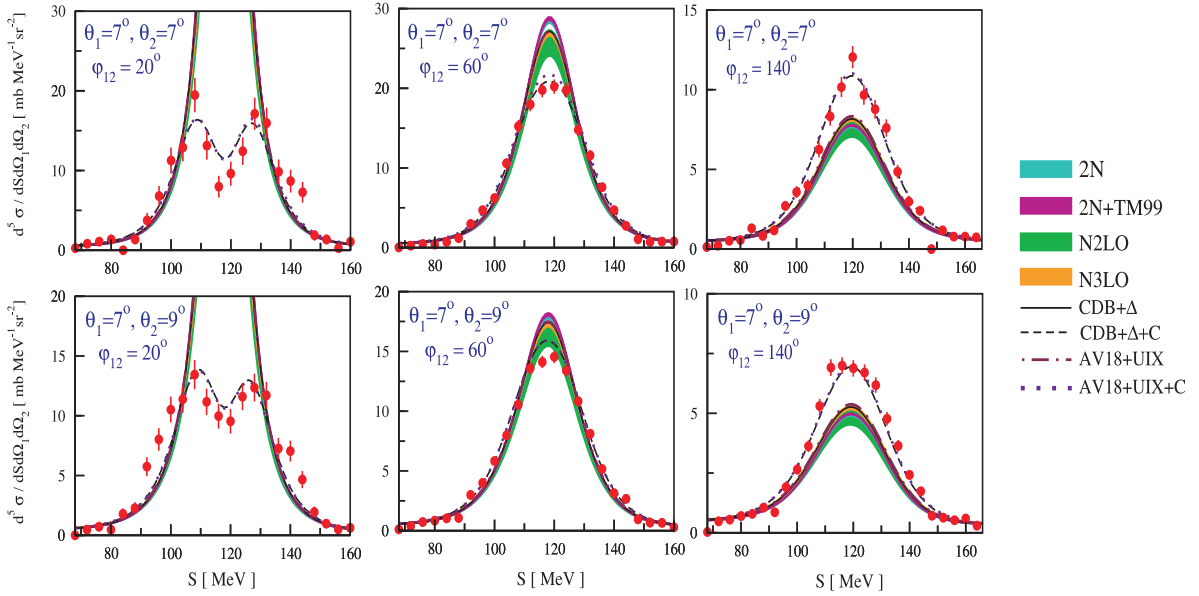 d⁵ σ / dSdΩ₁dΩ₂ [ mb MeV⁻¹ sr⁻² ]
30
20
10
0
θ₁=7°, θ₂=7°
φ₁₂ = 20°
80 100 120 140 160
30
20
10
0
θ₁=7°, θ₂=7°
φ₁₂ = 60°
80 100 120 140 160
15
10
5
0
θ₁=7°, θ₂=7°
φ₁₂ = 140°
80 100 120 140 160
d⁵ σ / dSdΩ₁dΩ₂ [ mb MeV⁻¹ sr⁻² ]
20
15
10
5
0
θ₁=7°, θ₂=9°
φ₁₂ = 20°
80 100 120 140 160
S [ MeV ]
20
15
10
5
0
θ₁=7°, θ₂=9°
φ₁₂ = 60°
80 100 120 140 160
S [ MeV ]
10
5
0
θ₁=7°, θ₂=9°
φ₁₂ = 140°
80 100 120 140 160
S [ MeV ]
2N
2N+TM99
N2LO
N3LO
CDB+Δ
CDB+Δ+C
AV18+UIX
AV18+UIX+C